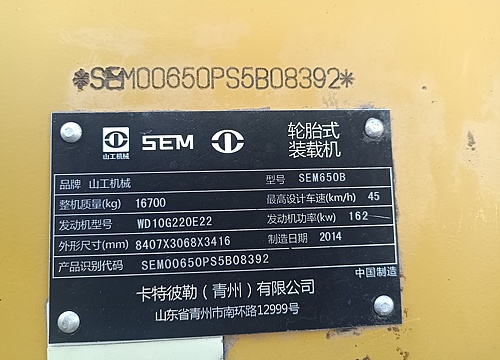 *SEM00650PS5B08392*
山工机械 SEM 轮胎式
装载机
品牌 山工机械 型号 SEM650B
整机质量(kg) 16700 最高设计车速(km/h) 45
发动机型号 WD10G220E22 发动机功率(kw) 162
外形尺寸(mm) 8407X3068X3416 制造日期 2014
产品识别代码 SEM00650PS5B08392
中国制造
卡特彼勒(青州)有限公司
山东省青州市南环路12999号